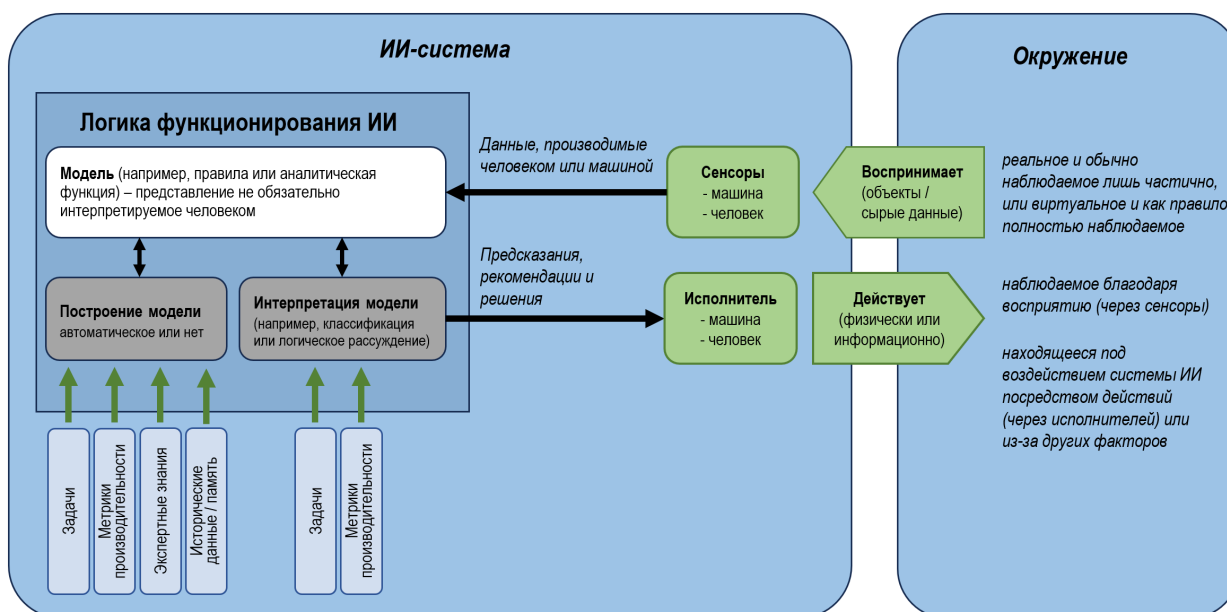 ИИ-система
Логика функционирования ИИ
Модель (например, правила или аналитическая
функция) – представление не обязательно
интерпретируемое человеком
Построение модели
автоматическое или нет
Интерпретация модели
(например, классификация
или логическое рассуждение)
Задачи
Метрики
производительности
Экспертные знания
Исторические
данные / память
Задачи
Метрики
производительности
Данные, производимые
человеком или машиной
Предсказания,
рекомендации и
решения
Сенсоры
- машина
- человек
Исполнитель
- машина
- человек
Воспринимает
(объекты /
сырые данные)
Действует
(физически или
информационно)
Окружение
реальное и обычно
наблюдаемое лишь частично,
или виртуальное и как правило
полностью наблюдаемое
наблюдаемое благодаря
восприятию (через сенсоры)
находящееся под
воздействием системы ИИ
посредством действий
(через исполнителей) или
из-за других факторов